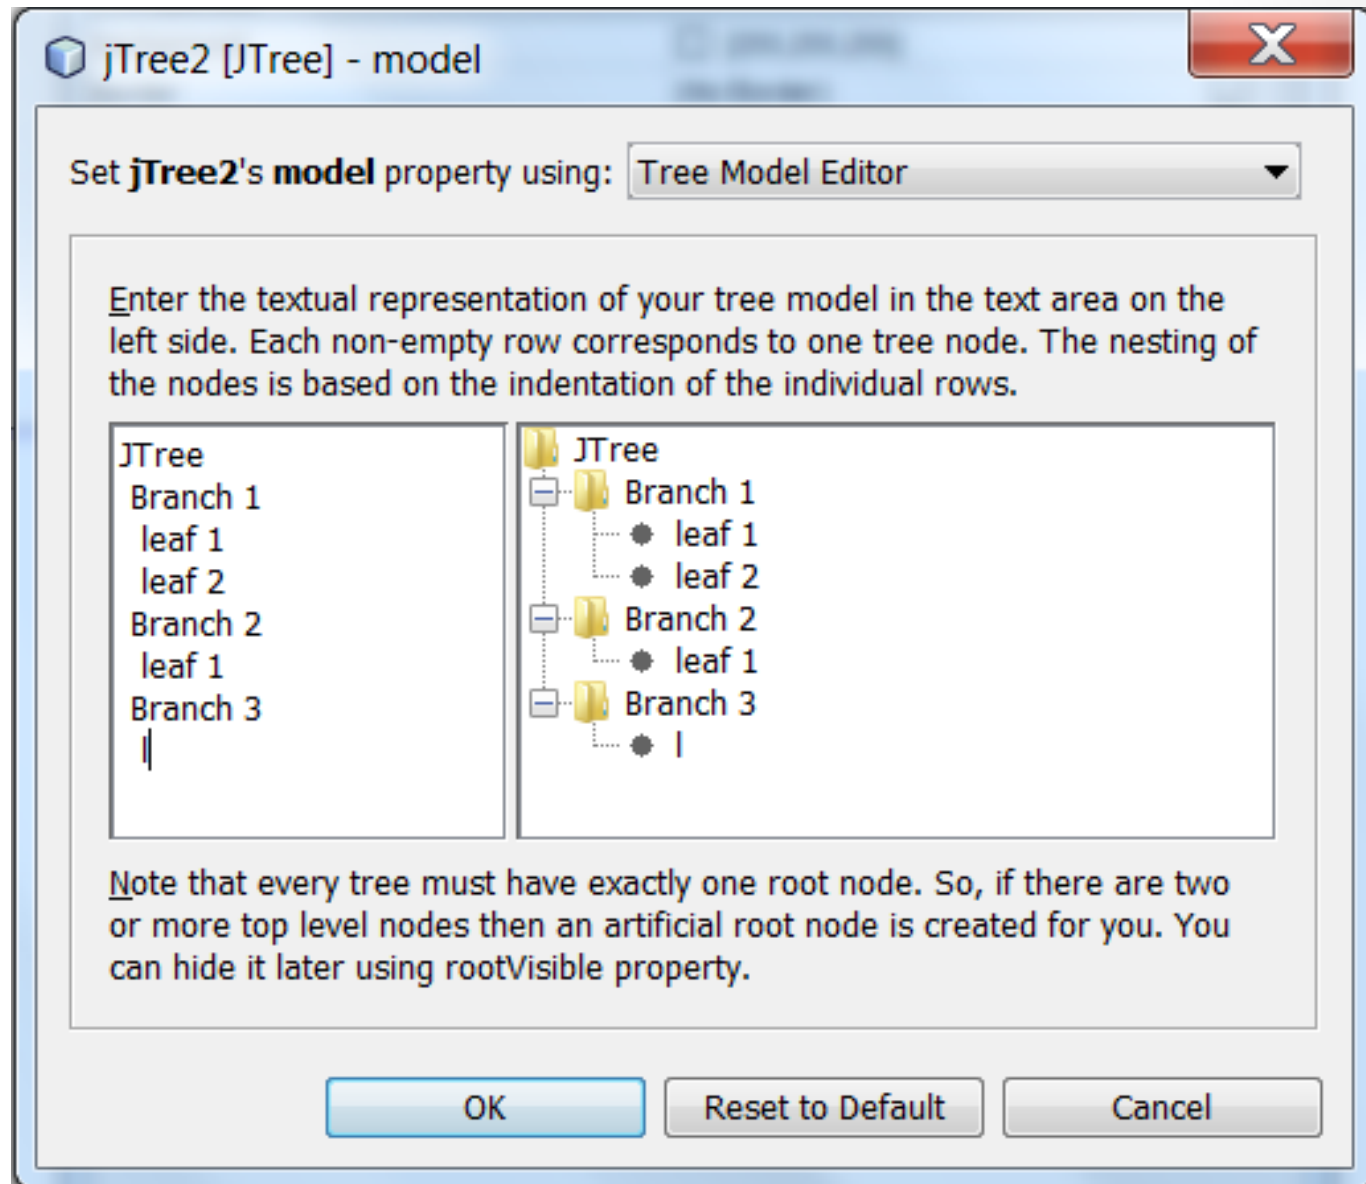 jTree2 [JTree] - model
Set jTree2's model property using: Tree Model Editor
Enter the textual representation of your tree model in the text area on the
left side. Each non-empty row corresponds to one tree node. The nesting of
the nodes is based on the indentation of the individual rows.
JTree
Branch 1
leaf 1
leaf 2
Branch 2
leaf 1
Branch 3
l
JTree
Branch 1
leaf 1
leaf 2
Branch 2
leaf 1
Branch 3
l
Note that every tree must have exactly one root node. So, if there are two
or more top level nodes then an artificial root node is created for you. You
can hide it later using rootVisible property.
OK Reset to Default Cancel